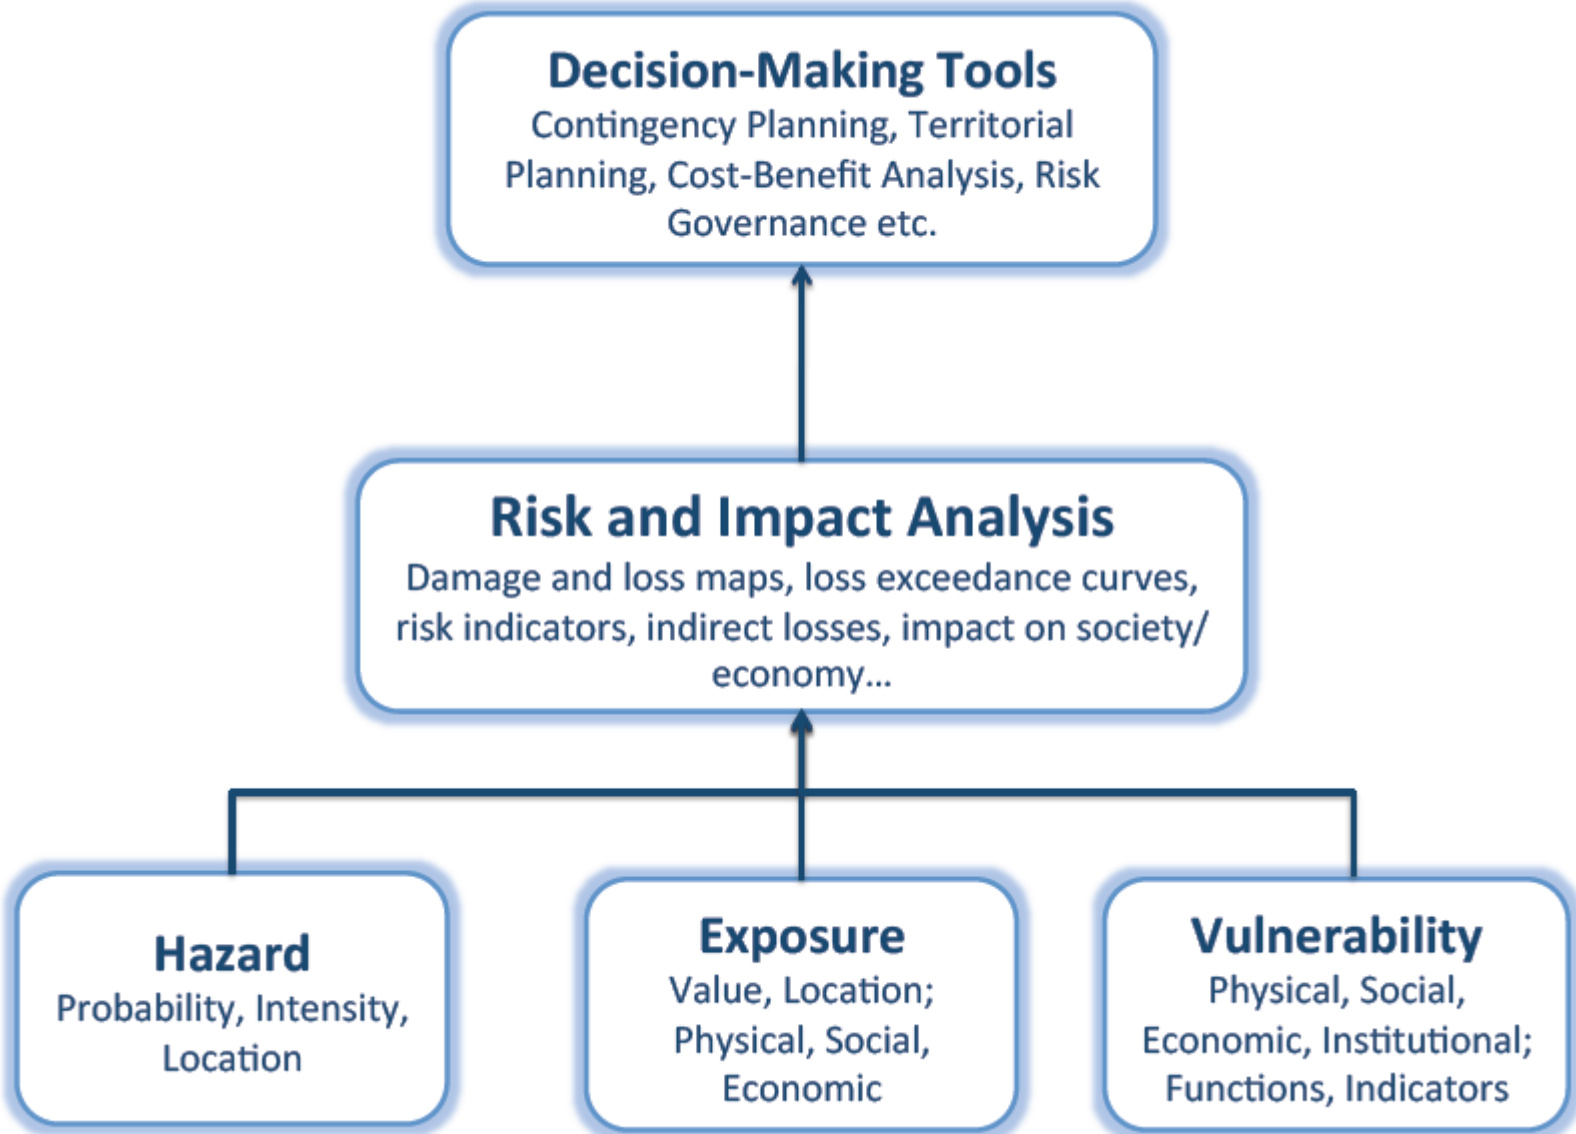 Decision-Making Tools
Contingency Planning, Territorial
Planning, Cost-Benefit Analysis, Risk
Governance etc.
Risk and Impact Analysis
Damage and loss maps, loss exceedance curves,
risk indicators, indirect losses, impact on society/
economy...
Hazard
Probability, Intensity,
Location
Exposure
Value, Location;
Physical, Social,
Economic
Vulnerability
Physical, Social,
Economic, Institutional;
Functions, Indicators